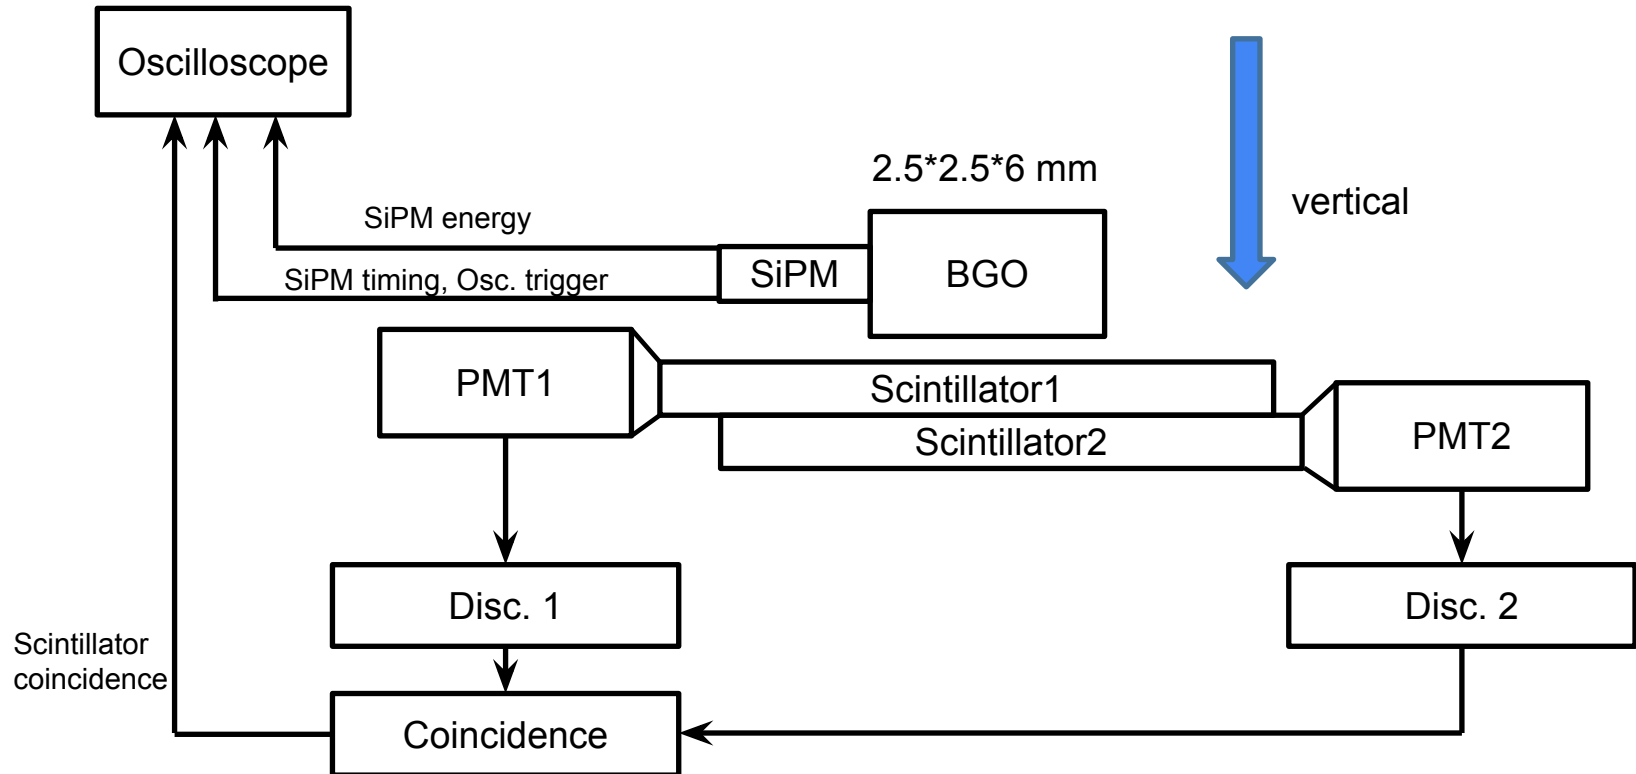 Oscilloscope
2.5*2.5*6 mm
vertical
SiPM energy
SiPM timing, Osc. trigger
SiPM
BGO
PMT1
Scintillator1
Scintillator2
PMT2
Disc. 1
Disc. 2
Scintillator
coincidence
Coincidence